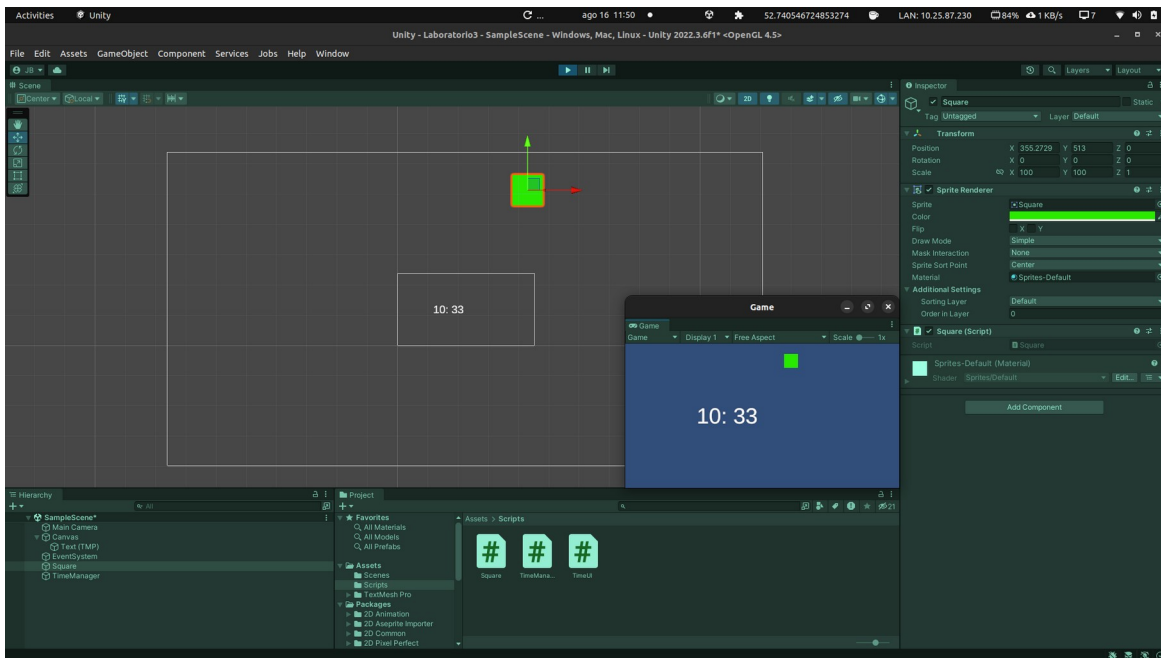 Activities Unity C ... ago 16 11:50 52.740546724853274 LAN: 10.25.87.230 84% 1 KB/s 7
Unity - Laboratorio3 - SampleScene - Windows, Mac, Linux - Unity 2022.3.6f1* <OpenGL 4.5>
File Edit Assets GameObject Component Services Jobs Help Window
JB Layers Layout
Scene
Center Local 2D
10: 33
Game
Game
Game Display 1 Free Aspect Scale 1x
10: 33
Inspector
Square Static
Tag Untagged Layer Default
Transform
Position X 355.2729 Y 513 Z 0
Rotation X 0 Y 0 Z 0
Scale X 100 Y 100 Z 1
Sprite Renderer
Sprite Square
Color
Flip X Y
Draw Mode Simple
Mask Interaction None
Sprite Sort Point Center
Material Sprites-Default
Additional Settings
Sorting Layer Default
Order in Layer 0
Square (Script)
Script Square
Sprites-Default (Material)
Shader Sprites/Default Edit...
Add Component
Hierarchy
All
SampleScene*
Main Camera
Canvas
Text (TMP)
EventSystem
Square
TimeManager
Project
21
Favorites
All Materials
All Models
All Prefabs
Assets
Scenes
Scripts
TextMesh Pro
Packages
2D Animation
2D Aseprite Importer
2D Common
2D Pixel Perfect
Assets > Scripts
Square TimeMana... TimeUI